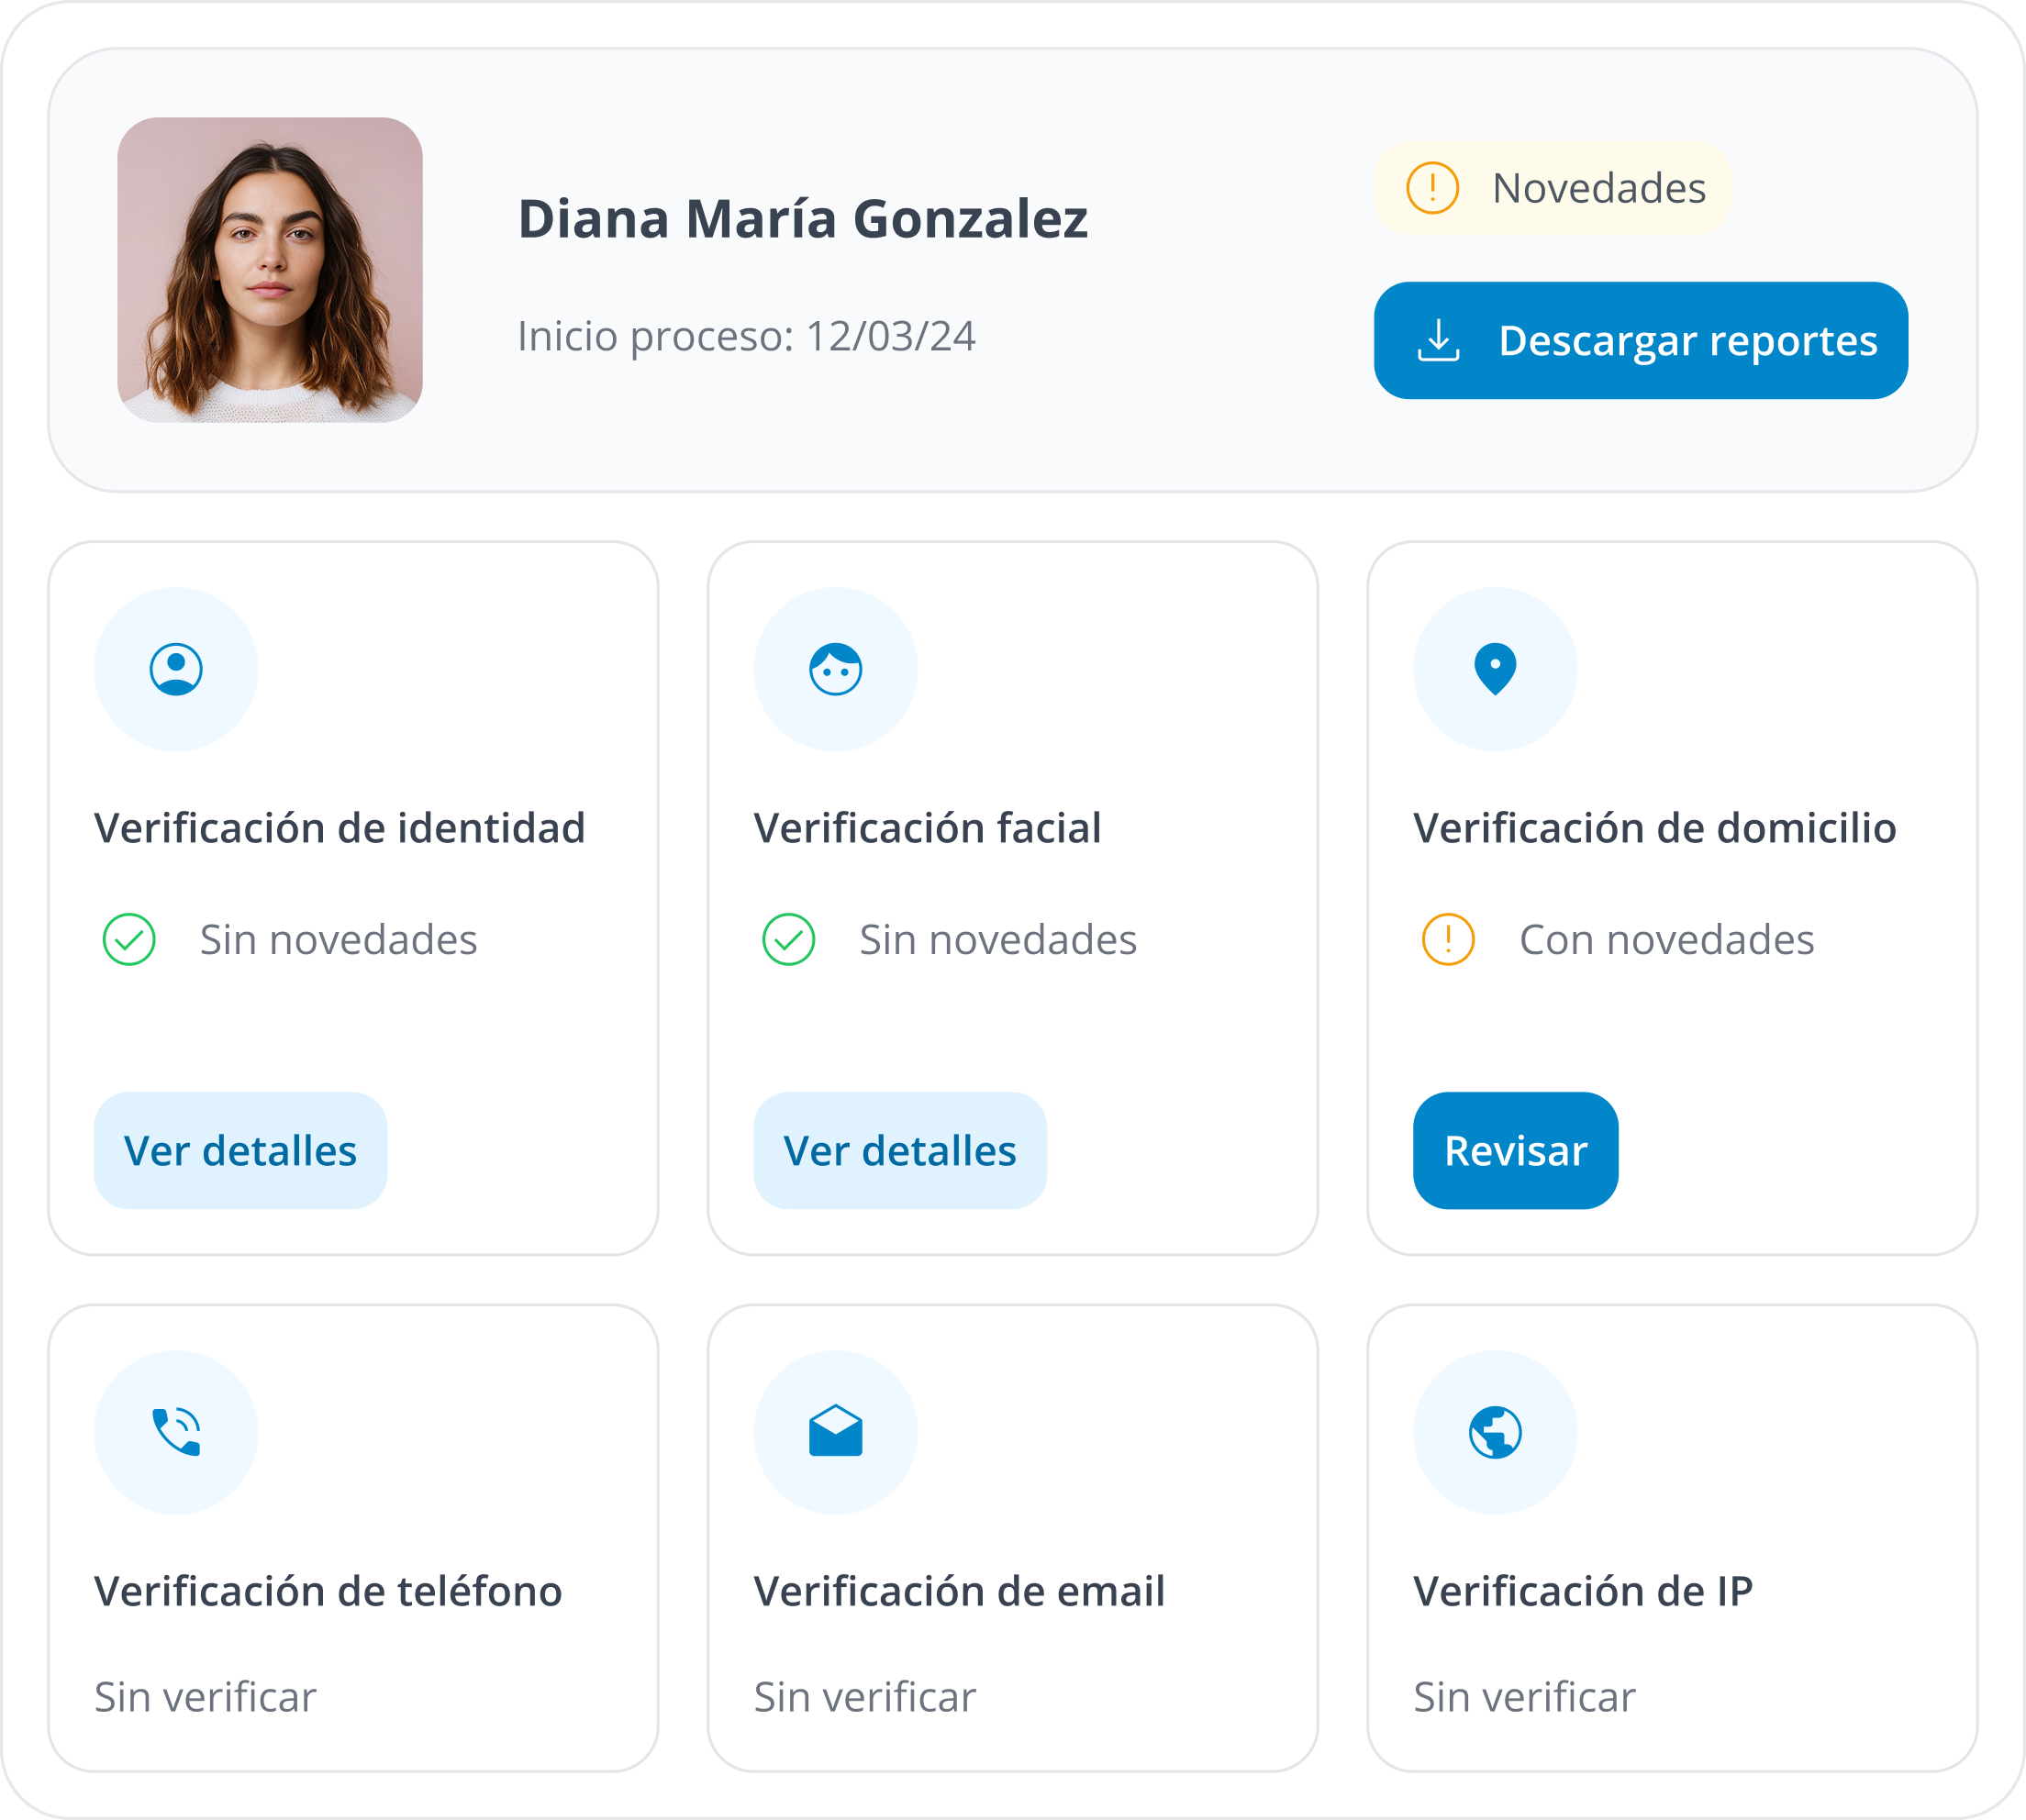 Diana María Gonzalez
Inicio proceso: 12/03/24
Novedades
Descargar reportes
Verificación de identidad
Sin novedades
Ver detalles
Verificación facial
Sin novedades
Ver detalles
Verificación de domicilio
Con novedades
Revisar
Verificación de teléfono
Sin verificar
Verificación de email
Sin verificar
Verificación de IP
Sin verificar